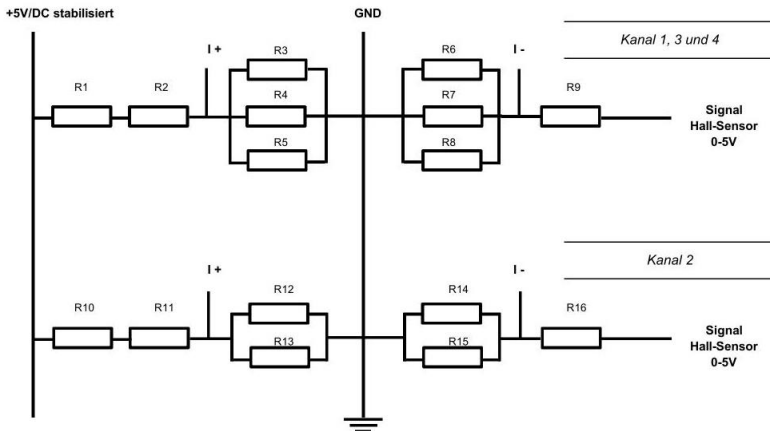 +5V/DC stabilisiert
GND
Kanal 1, 3 und 4
I +
R3
R6
I -
R1
R2
R4
R7
R9
Signal
Hall-Sensor
0-5V
R5
R8
Kanal 2
I +
I -
R12
R14
R10
R11
R16
R13
R15
Signal
Hall-Sensor
0-5V